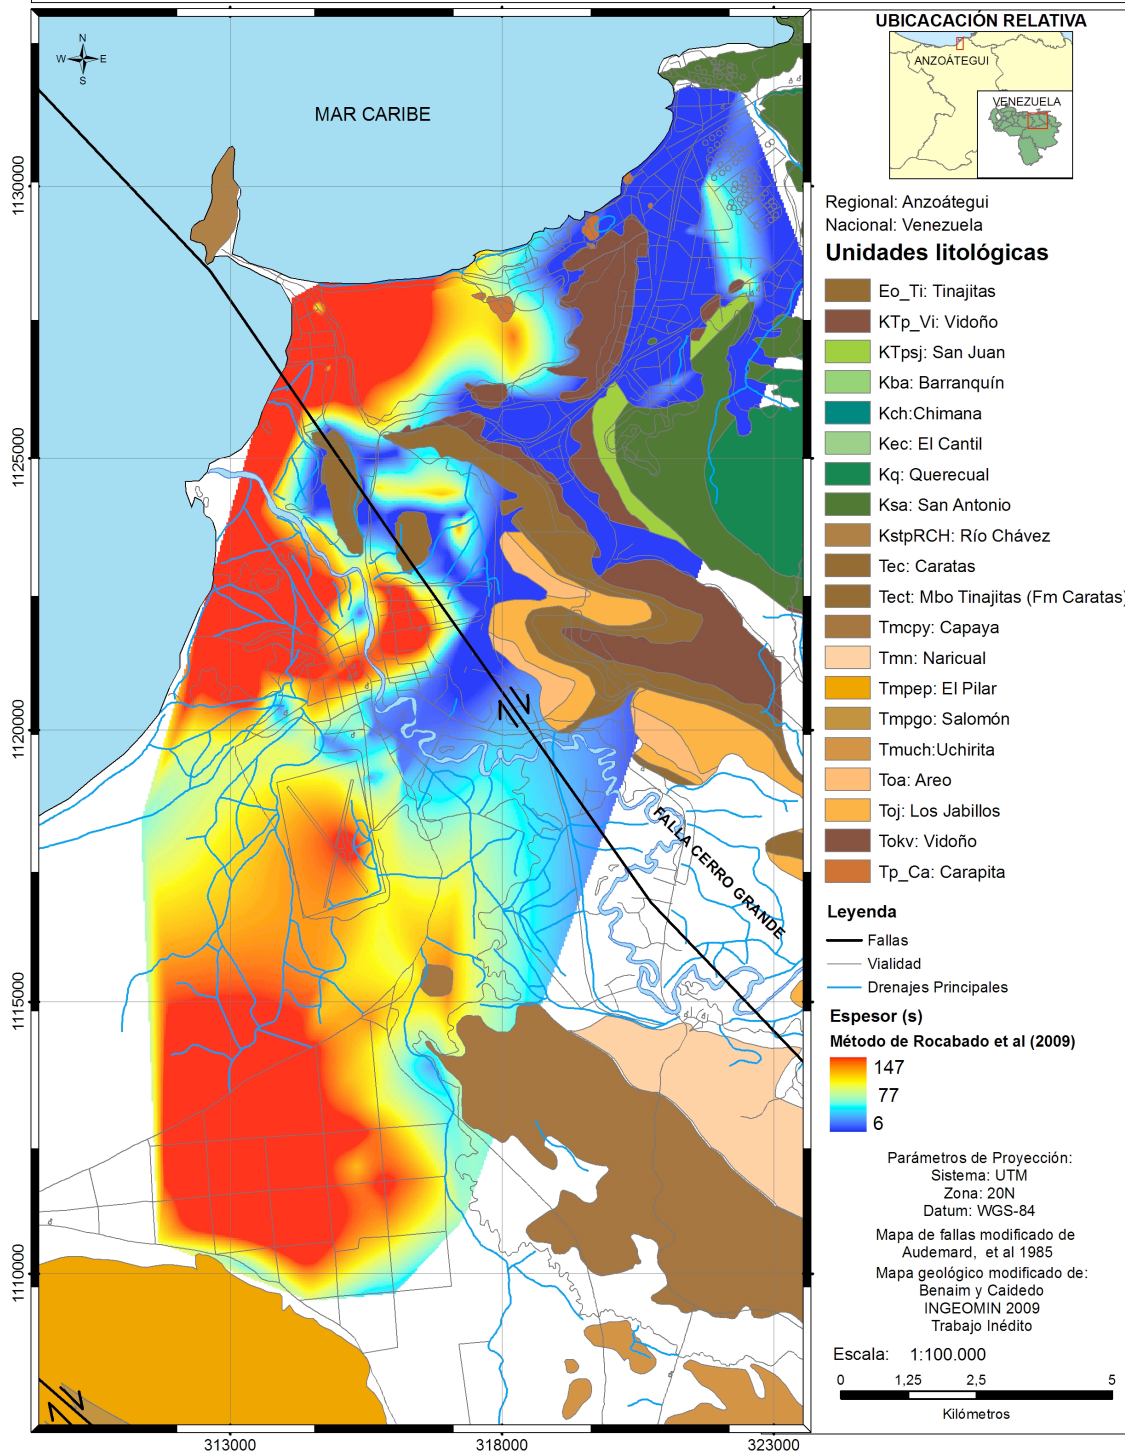 N
W
E
S
MAR CARIBE
FALLA CERRO GRANDE
1130000
1125000
1120000
1115000
1110000
313000
318000
323000
UBICACACIÓN RELATIVA
ANZOÁTEGUI
VENEZUELA
Regional: Anzoátegui
Nacional: Venezuela
Unidades litológicas
Eo_Ti: Tinajitas
KTp_Vi: Vidoño
KTpsj: San Juan
Kba: Barranquín
Kch:Chimana
Kec: El Cantil
Kq: Querecual
Ksa: San Antonio
KstpRCH: Río Chávez
Tec: Caratas
Tect: Mbo Tinajitas (Fm Caratas)
Tmcpy: Capaya
Tmn: Naricual
Tmpep: El Pilar
Tmpgo: Salomón
Tmuch:Uchirita
Toa: Areo
Toj: Los Jabillos
Tokv: Vidoño
Tp_Ca: Carapita
Leyenda
Fallas
Vialidad
Drenajes Principales
Espesor (s)
Método de Rocabado et al (2009)
147
77
6
Parámetros de Proyección:
Sistema: UTM
Zona: 20N
Datum: WGS-84
Mapa de fallas modificado de
Audemard, et al 1985
Mapa geológico modificado de:
Benaim y Caidedo
INGEOMIN 2009
Trabajo Inédito
Escala: 1:100.000
0 1,25 2,5 5
Kilómetros